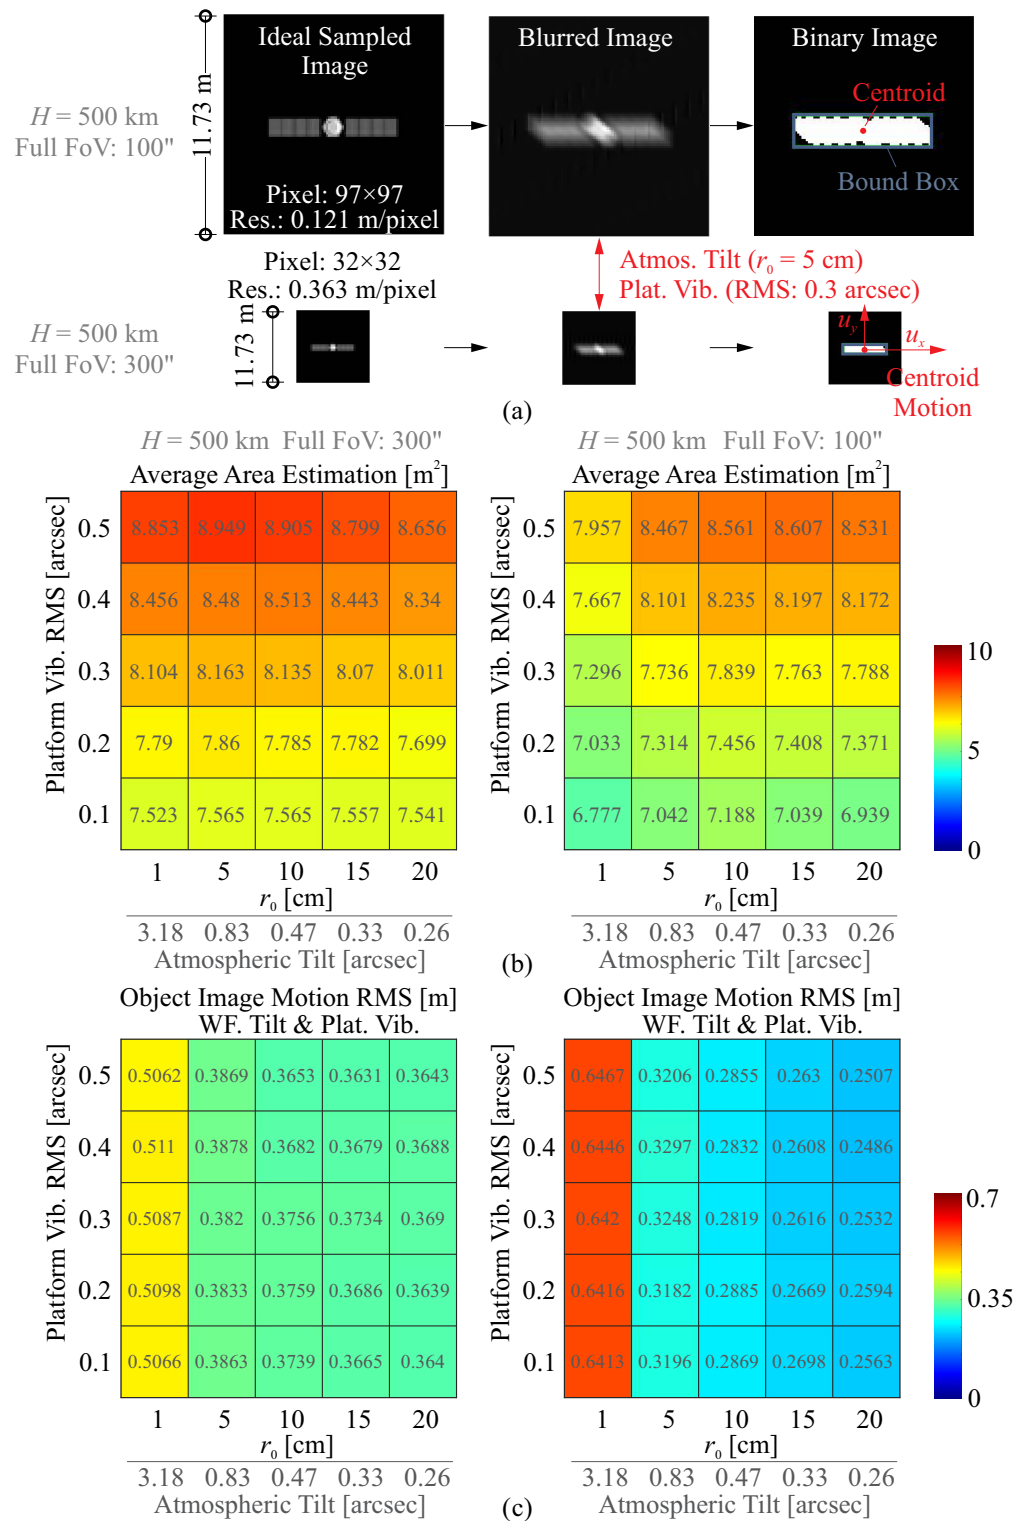 Ideal Sampled
Image
Blurred Image
Binary Image
Centroid
Bound Box
H = 500 km
Full FoV: 100"
11.73 m
Pixel: 97×97
Res.: 0.121 m/pixel
Pixel: 32×32
Res.: 0.363 m/pixel
Atmos. Tilt (r₀ = 5 cm)
Plat. Vib. (RMS: 0.3 arcsec)
H = 500 km
Full FoV: 300"
11.73 m
u_y
u_x
Centroid
Motion
(a)
H = 500 km Full FoV: 300"
Average Area Estimation [m²]
Platform Vib. RMS [arcsec]
0.5 8.853 8.949 8.905 8.799 8.656
0.4 8.456 8.48 8.513 8.443 8.34
0.3 8.104 8.163 8.135 8.07 8.011
0.2 7.79 7.86 7.785 7.782 7.699
0.1 7.523 7.565 7.565 7.557 7.541
1 5 10 15 20
r₀ [cm]
3.18 0.83 0.47 0.33 0.26
Atmospheric Tilt [arcsec]
H = 500 km Full FoV: 100"
Average Area Estimation [m²]
Platform Vib. RMS [arcsec]
0.5 7.957 8.467 8.561 8.607 8.531
0.4 7.667 8.101 8.235 8.197 8.172
0.3 7.296 7.736 7.839 7.763 7.788
0.2 7.033 7.314 7.456 7.408 7.371
0.1 6.777 7.042 7.188 7.039 6.939
1 5 10 15 20
r₀ [cm]
3.18 0.83 0.47 0.33 0.26
Atmospheric Tilt [arcsec]
10
5
0
(b)
Object Image Motion RMS [m]
WF. Tilt & Plat. Vib.
Platform Vib. RMS [arcsec]
0.5 0.5062 0.3869 0.3653 0.3631 0.3643
0.4 0.511 0.3878 0.3682 0.3679 0.3688
0.3 0.5087 0.382 0.3756 0.3734 0.369
0.2 0.5098 0.3833 0.3759 0.3686 0.3639
0.1 0.5066 0.3863 0.3739 0.3665 0.364
1 5 10 15 20
r₀ [cm]
3.18 0.83 0.47 0.33 0.26
Atmospheric Tilt [arcsec]
Object Image Motion RMS [m]
WF. Tilt & Plat. Vib.
Platform Vib. RMS [arcsec]
0.5 0.6467 0.3206 0.2855 0.263 0.2507
0.4 0.6446 0.3297 0.2832 0.2608 0.2486
0.3 0.642 0.3248 0.2819 0.2616 0.2532
0.2 0.6416 0.3182 0.2885 0.2669 0.2594
0.1 0.6413 0.3196 0.2869 0.2698 0.2563
1 5 10 15 20
r₀ [cm]
3.18 0.83 0.47 0.33 0.26
Atmospheric Tilt [arcsec]
0.7
0.35
0
(c)